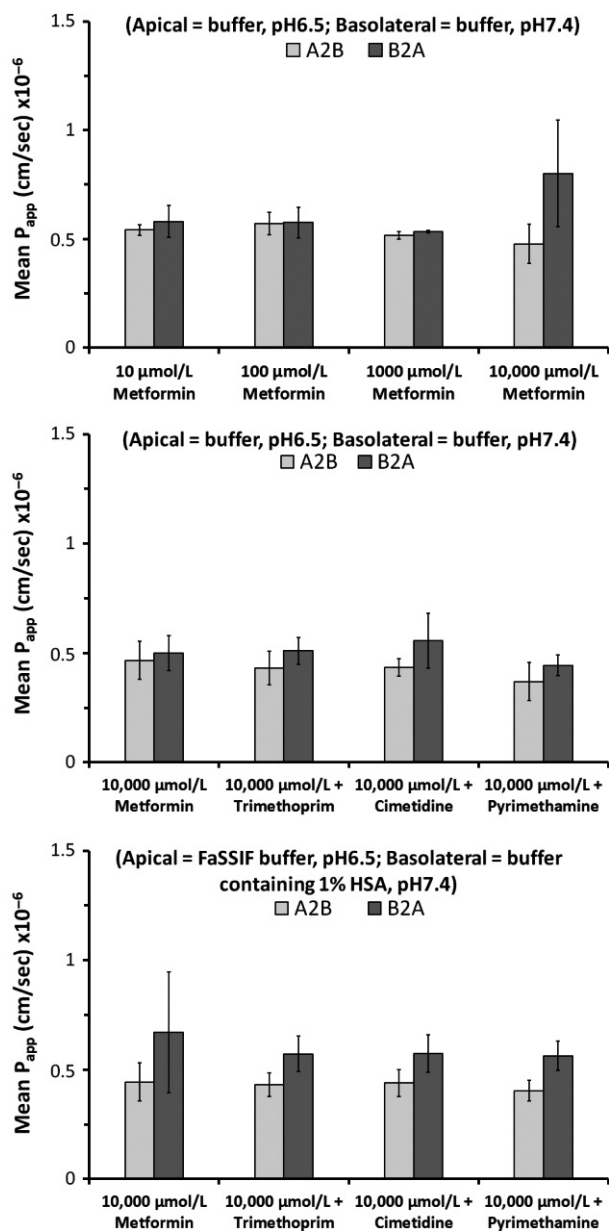 (Apical = buffer, pH6.5; Basolateral = buffer, pH7.4)
A2B B2A
Mean Papp (cm/sec) x10⁻⁶
1.5
1
0.5
0
10 µmol/L Metformin
100 µmol/L Metformin
1000 µmol/L Metformin
10,000 µmol/L Metformin
(Apical = buffer, pH6.5; Basolateral = buffer, pH7.4)
A2B B2A
Mean Papp (cm/sec) x10⁻⁶
1.5
1
0.5
0
10,000 µmol/L Metformin
10,000 µmol/L + Trimethoprim
10,000 µmol/L + Cimetidine
10,000 µmol/L + Pyrimethamine
(Apical = FaSSIF buffer, pH6.5; Basolateral = buffer
containing 1% HSA, pH7.4)
A2B B2A
Mean Papp (cm/sec) x10⁻⁶
1.5
1
0.5
0
10,000 µmol/L Metformin
10,000 µmol/L + Trimethoprim
10,000 µmol/L + Cimetidine
10,000 µmol/L + Pyrimethamine